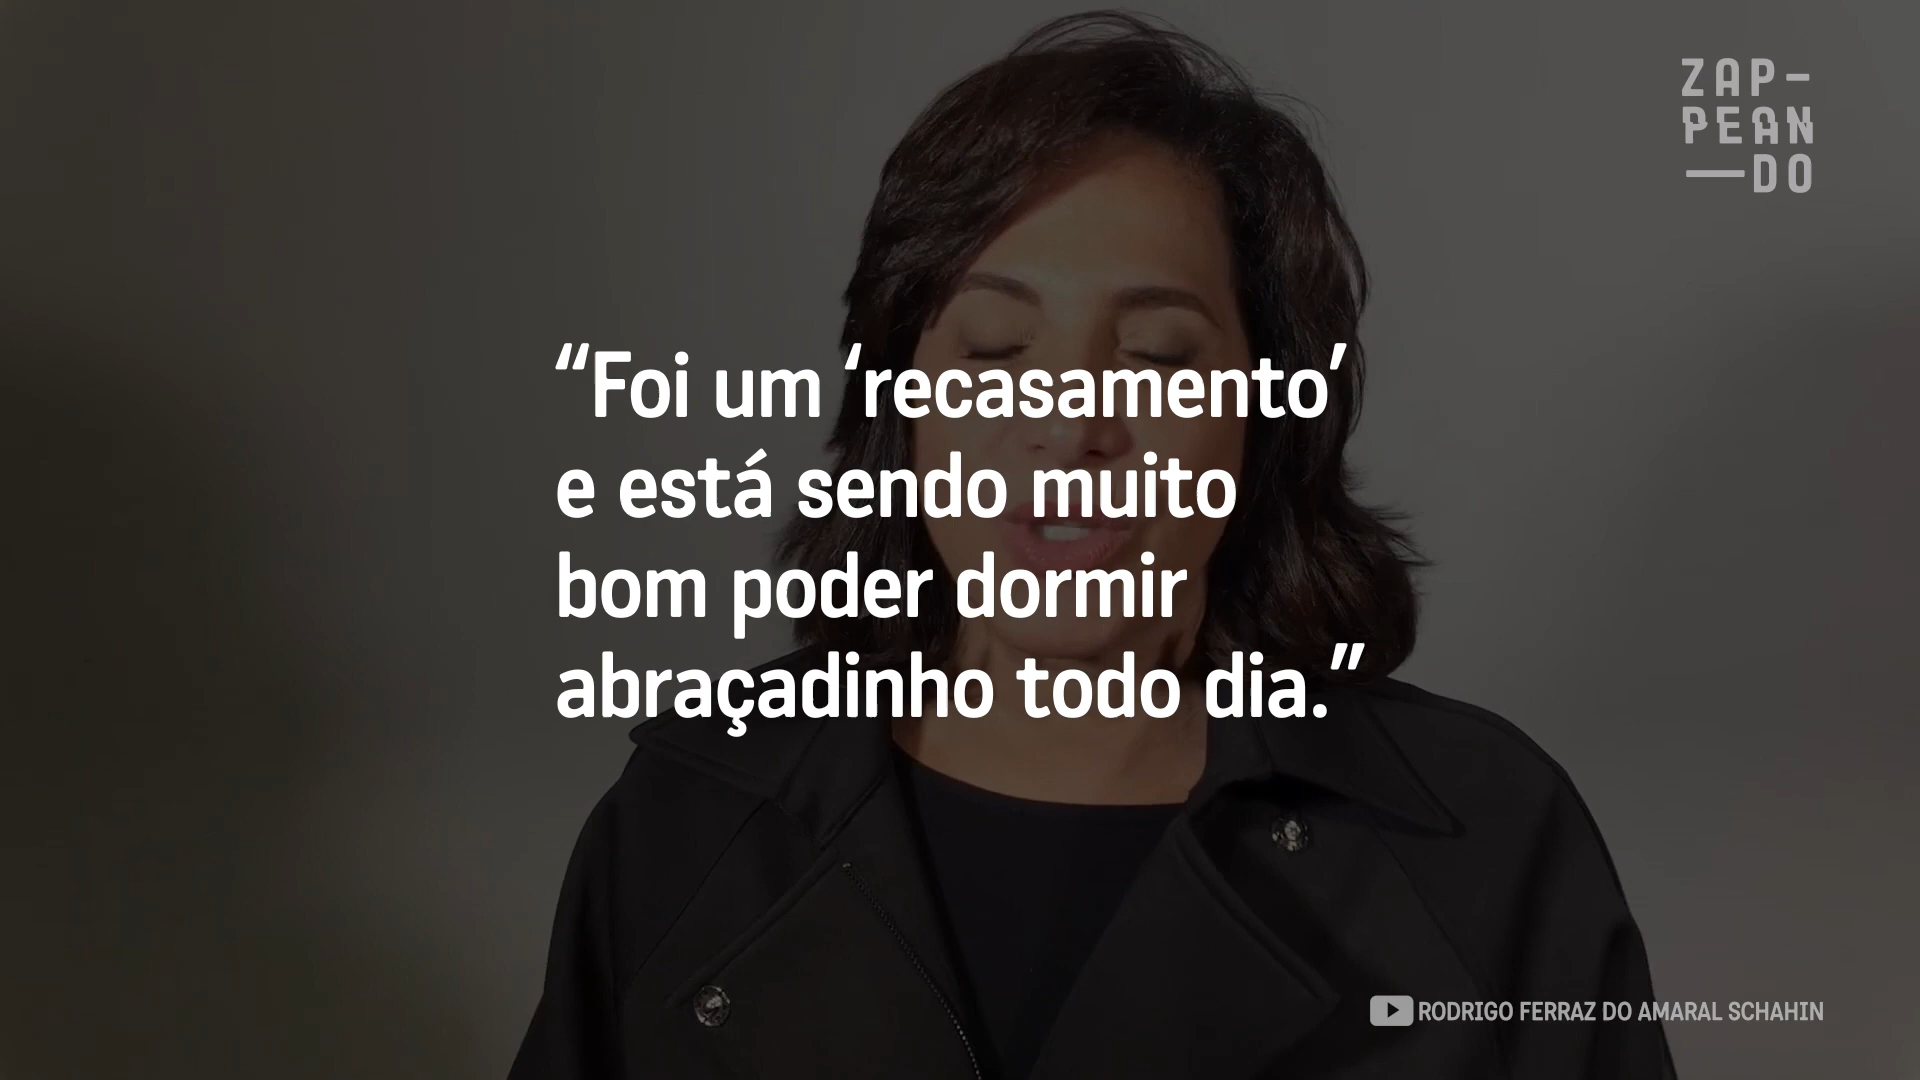 ZAP-
PEAN
—DO
“Foi um ‘recasamento’
e está sendo muito
bom poder dormir
abraçadinho todo dia.”
RODRIGO FERRAZ DO AMARAL SCHAHIN